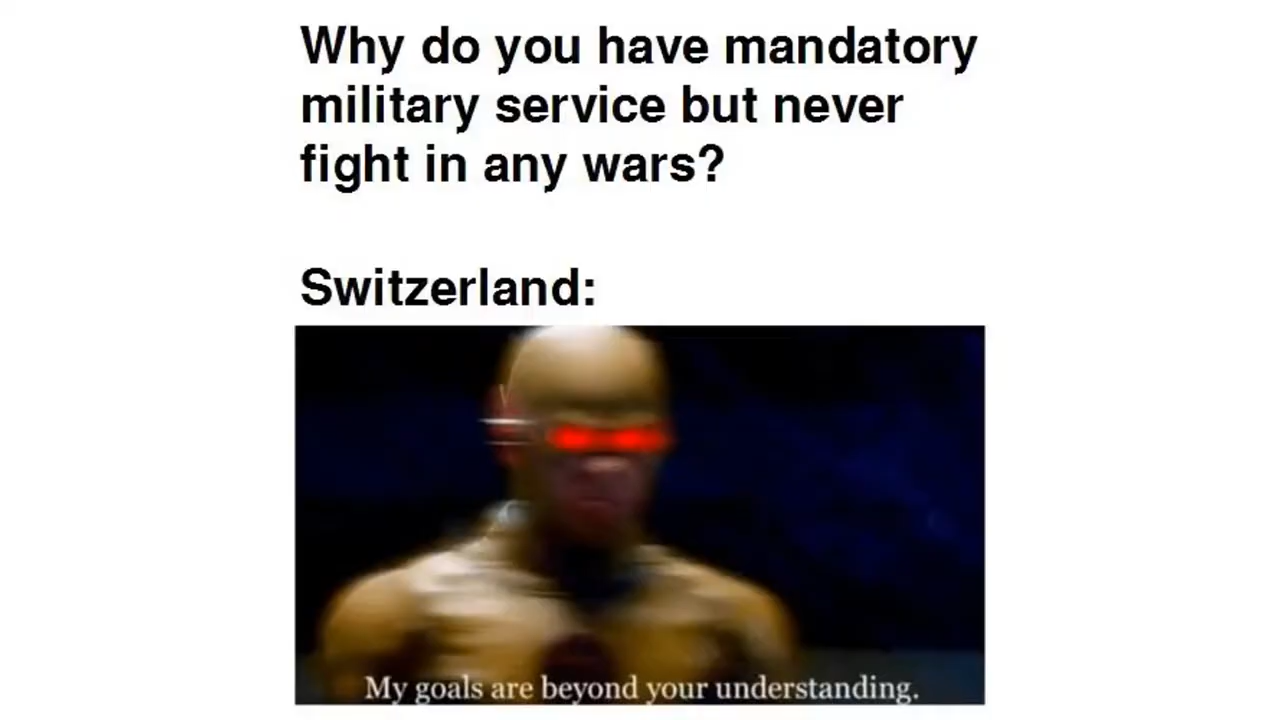 Why do you have mandatory
military service but never
fight in any wars?
Switzerland:
My goals are beyond your understanding.